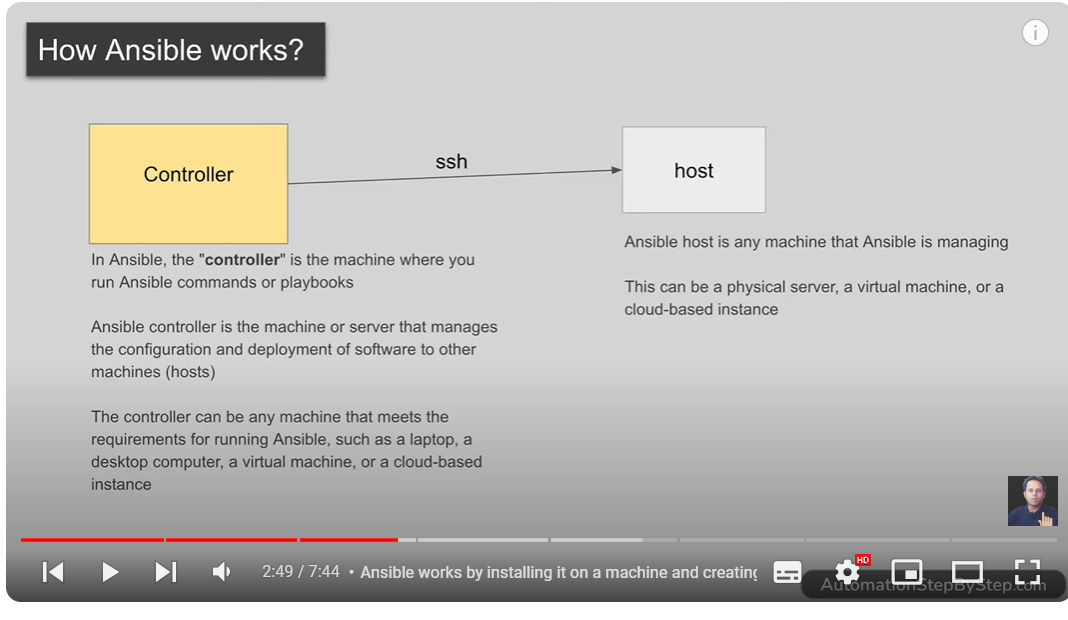 How Ansible works?
i
Controller
ssh
host
In Ansible, the "controller" is the machine where you
run Ansible commands or playbooks
Ansible controller is the machine or server that manages
the configuration and deployment of software to other
machines (hosts)
The controller can be any machine that meets the
requirements for running Ansible, such as a laptop, a
desktop computer, a virtual machine, or a cloud-based
instance
Ansible host is any machine that Ansible is managing
This can be a physical server, a virtual machine, or a
cloud-based instance
2:49 / 7:44 • Ansible works by installing it on a machine and creating
HD
AutomationStepByStep.com